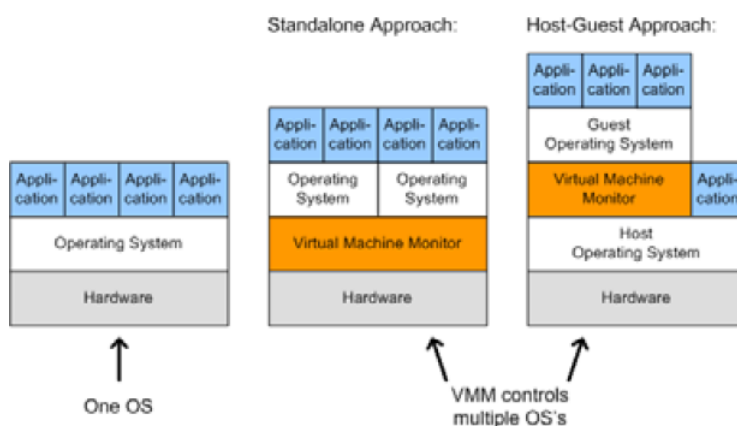 Standalone Approach:
Host-Guest Approach:
Appli-
cation
Appli-
cation
Appli-
cation
Appli-
cation
Operating System
Hardware
One OS
Appli-
cation
Appli-
cation
Appli-
cation
Appli-
cation
Operating
System
Operating
System
Virtual Machine Monitor
Hardware
Appli-
cation
Appli-
cation
Appli-
cation
Guest
Operating System
Virtual Machine
Monitor
Appli-
cation
Host
Operating System
Hardware
VMM controls
multiple OS`s